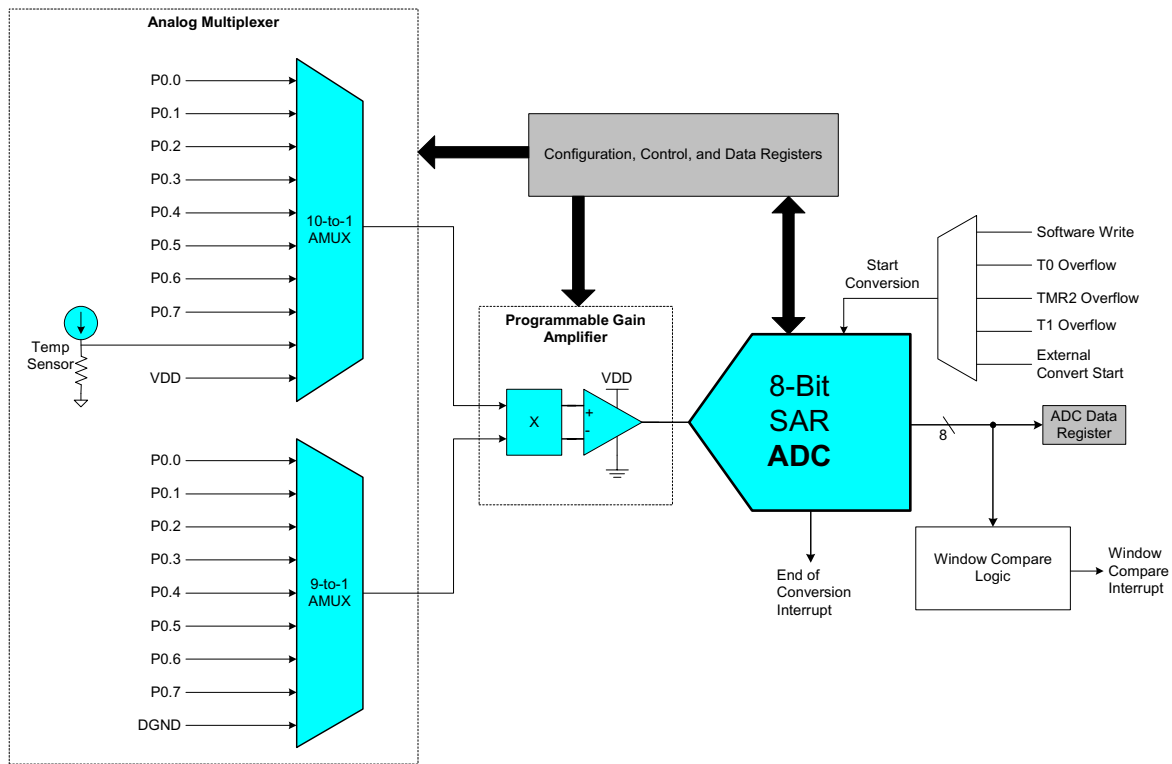 Analog Multiplexer
P0.0
P0.1
P0.2
P0.3
P0.4
P0.5
P0.6
P0.7
Temp
Sensor
VDD
10-to-1
AMUX
P0.0
P0.1
P0.2
P0.3
P0.4
P0.5
P0.6
P0.7
DGND
9-to-1
AMUX
Configuration, Control, and Data Registers
Programmable Gain
Amplifier
X
+
-
VDD
Start
Conversion
Software Write
T0 Overflow
TMR2 Overflow
T1 Overflow
External
Convert Start
8-Bit
SAR
ADC
8
ADC Data
Register
End of
Conversion
Interrupt
Window Compare
Logic
Window
Compare
Interrupt